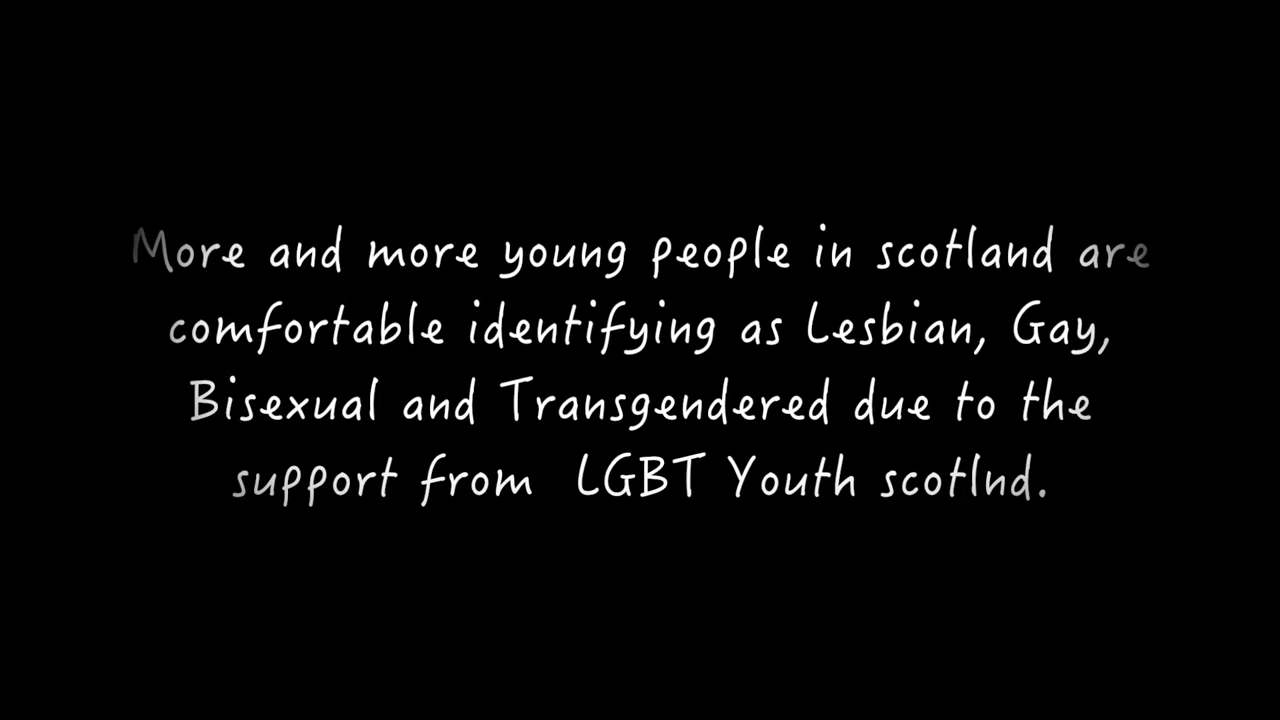 More and more young people in scotland are
comfortable identifying as Lesbian, Gay,
Bisexual and Transgendered due to the
support from LGBT Youth scotlnd.